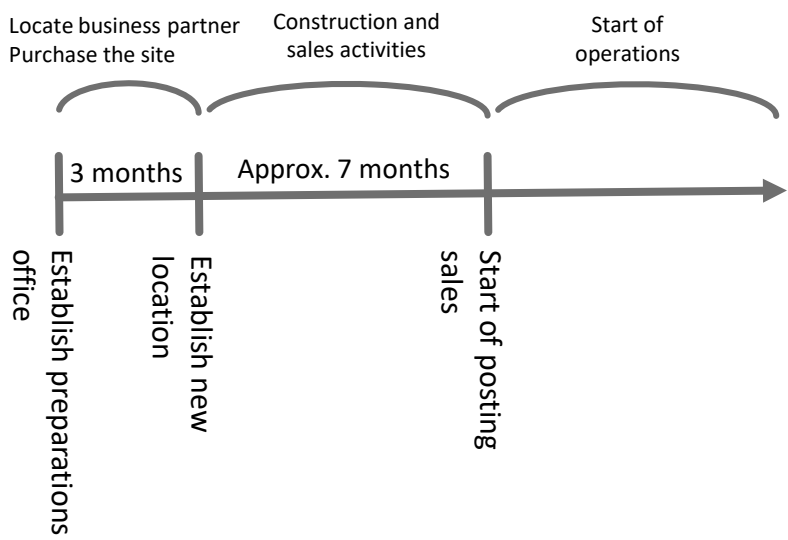 Locate business partner
Purchase the site
Construction and
sales activities
Start of
operations
3 months
Approx. 7 months
Establish preparations
office
Establish new
location
Start of posting
sales